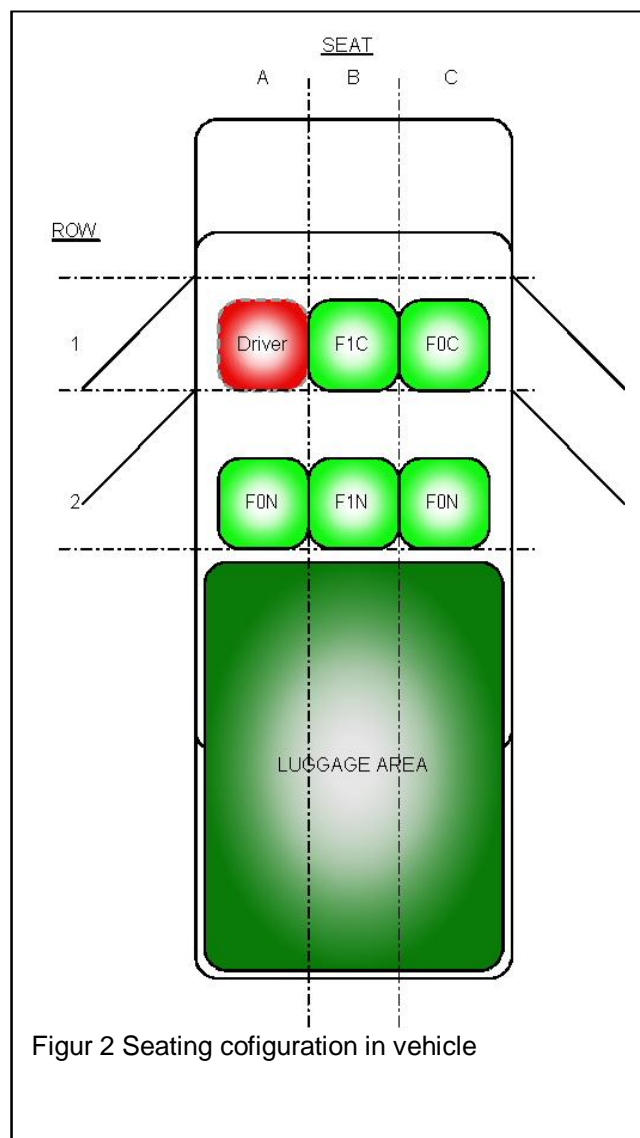 SEAT
A B C
ROW
1 Driver F1C F0C
2 F0N F1N F0N
LUGGAGE AREA
Figur 2 Seating cofiguration in vehicle